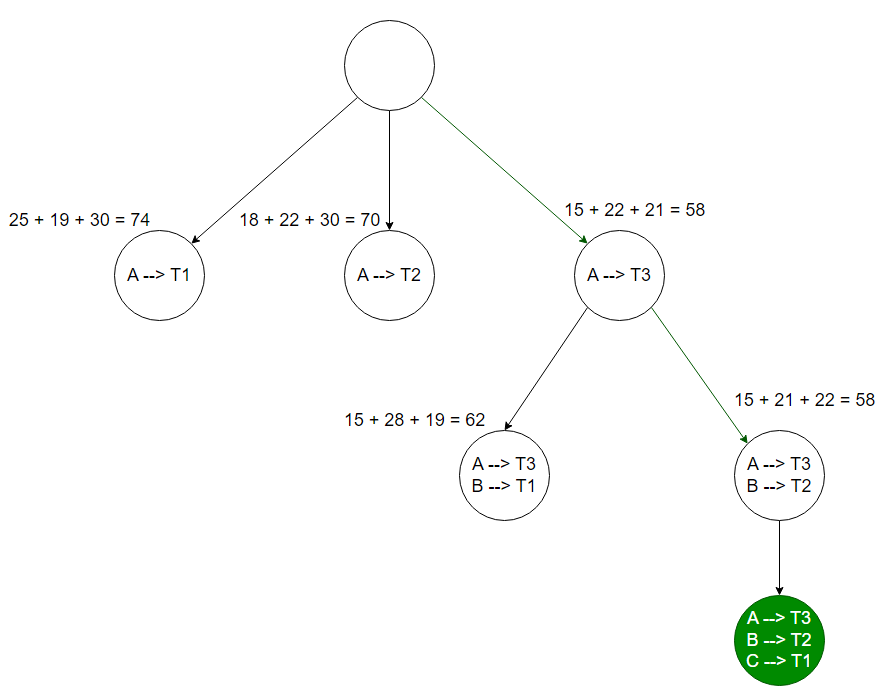 15 + 22 + 21 = 58
25 + 19 + 30 = 74
18 + 22 + 30 = 70
A --> T1
A --> T2
A --> T3
15 + 21 + 22 = 58
15 + 28 + 19 = 62
A --> T3
B --> T1
A --> T3
B --> T2
A --> T3
B --> T2
C --> T1